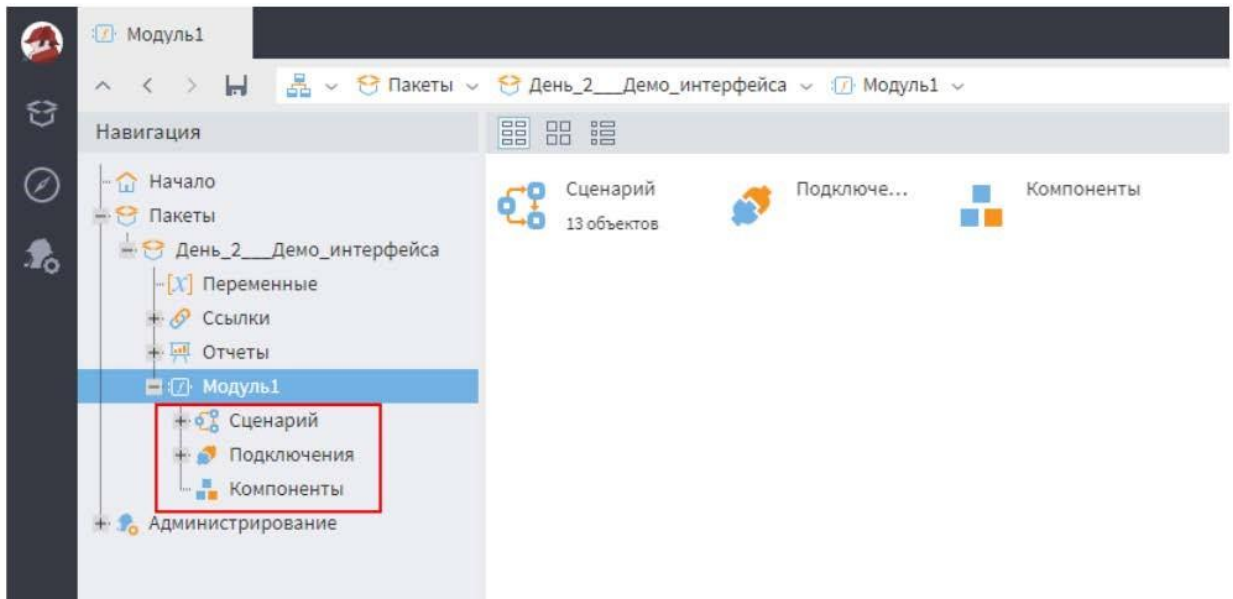 Модуль1
Пакеты День_2___Демо_интерфейса Модуль1
Навигация
Начало
Пакеты
День_2___Демо_интерфейса
[X] Переменные
Ссылки
Отчеты
Модуль1
Сценарий
Подключения
Компоненты
Администрирование
Сценарий
13 объектов
Подключе...
Компоненты